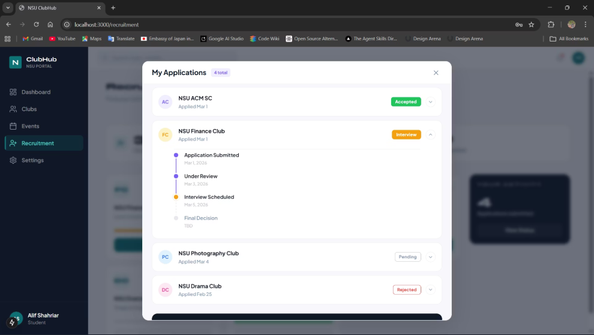 NSU ClubHub
localhost:3000/recruitment
Gmail
YouTube
Maps
Translate
Embassy of Japan in...
Google AI Studio
Code Wiki
Open Source Altern...
The Agent Skills Dir...
Design Arena
Design Arena
All Bookmarks
N
ClubHub
NSU PORTAL
Dashboard
Clubs
Events
Recruitment
Settings
Alif Shahriar
Student
My Applications
4 total
AC
NSU ACM SC
Applied Mar 1
Accepted
FC
NSU Finance Club
Applied Mar 1
Interview
Application Submitted
Mar 1, 2026
Under Review
Mar 3, 2026
Interview Scheduled
Mar 5, 2026
Final Decision
TBD
PC
NSU Photography Club
Applied Mar 4
Pending
DC
NSU Drama Club
Applied Feb 25
Rejected